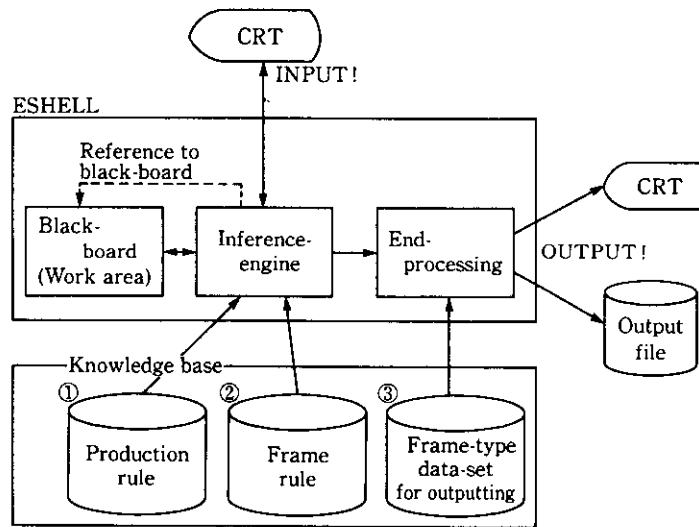 CRT
INPUT!
ESHELL
Reference to
black-board
CRT
Black-
board
(Work area)
Inference-
engine
End-
processing
OUTPUT!
Output
file
Knowledge base
①
②
③
Production
rule
Frame
rule
Frame-type
data-set
for outputting